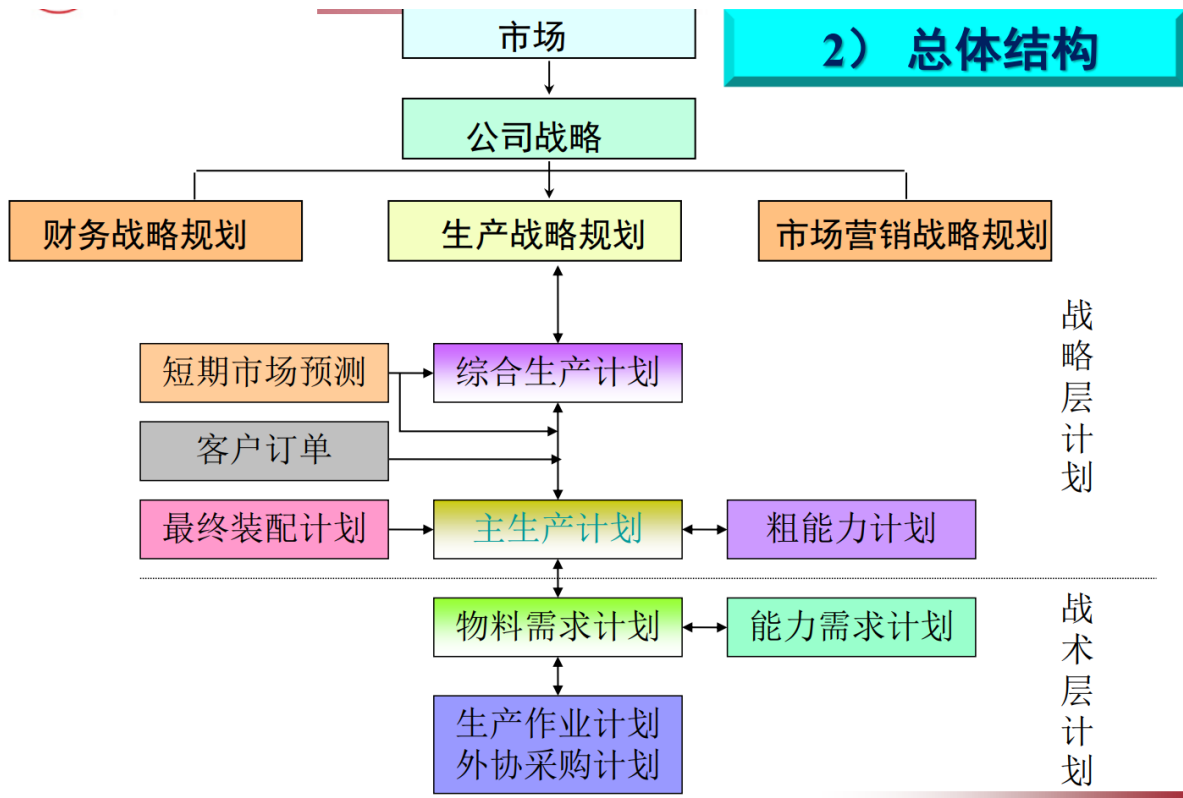 市场
2） 总体结构
公司战略
财务战略规划
生产战略规划
市场营销战略规划
短期市场预测
综合生产计划
客户订单
最终装配计划
主生产计划
粗能力计划
战略层计划
物料需求计划
能力需求计划
生产作业计划
外协采购计划
战术层计划